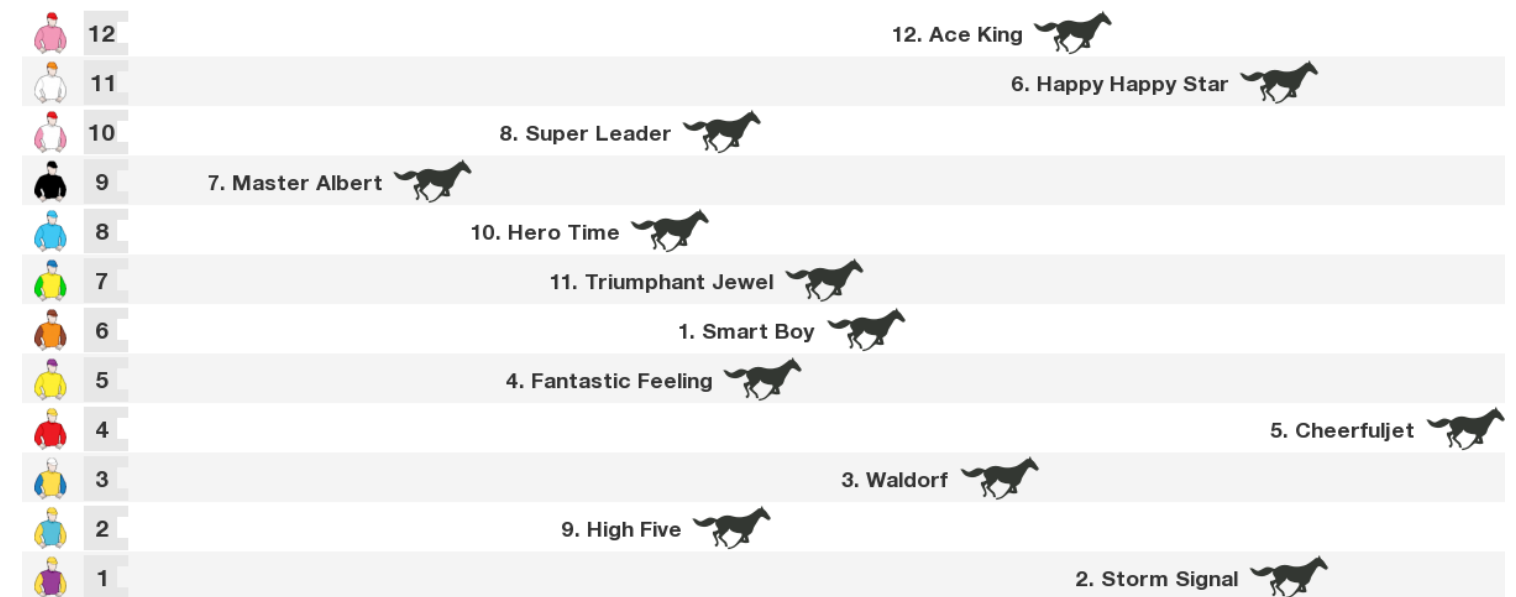 12 12. Ace King
11 6. Happy Happy Star
10 8. Super Leader
9 7. Master Albert
8 10. Hero Time
7 11. Triumphant Jewel
6 1. Smart Boy
5 4. Fantastic Feeling
4 5. Cheerfuljet
3 3. Waldorf
2 9. High Five
1 2. Storm Signal